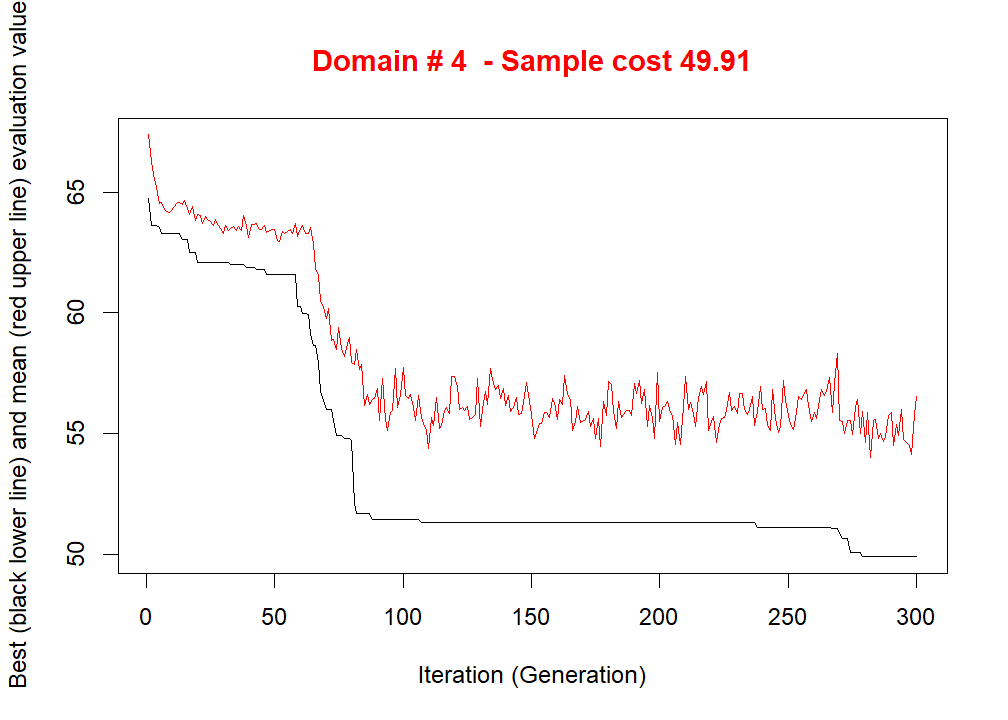 Domain # 4  - Sample cost 49.91
Best (black lower line) and mean (red upper line) evaluation value
65
60
55
50
0 50 100 150 200 250 300
Iteration (Generation)